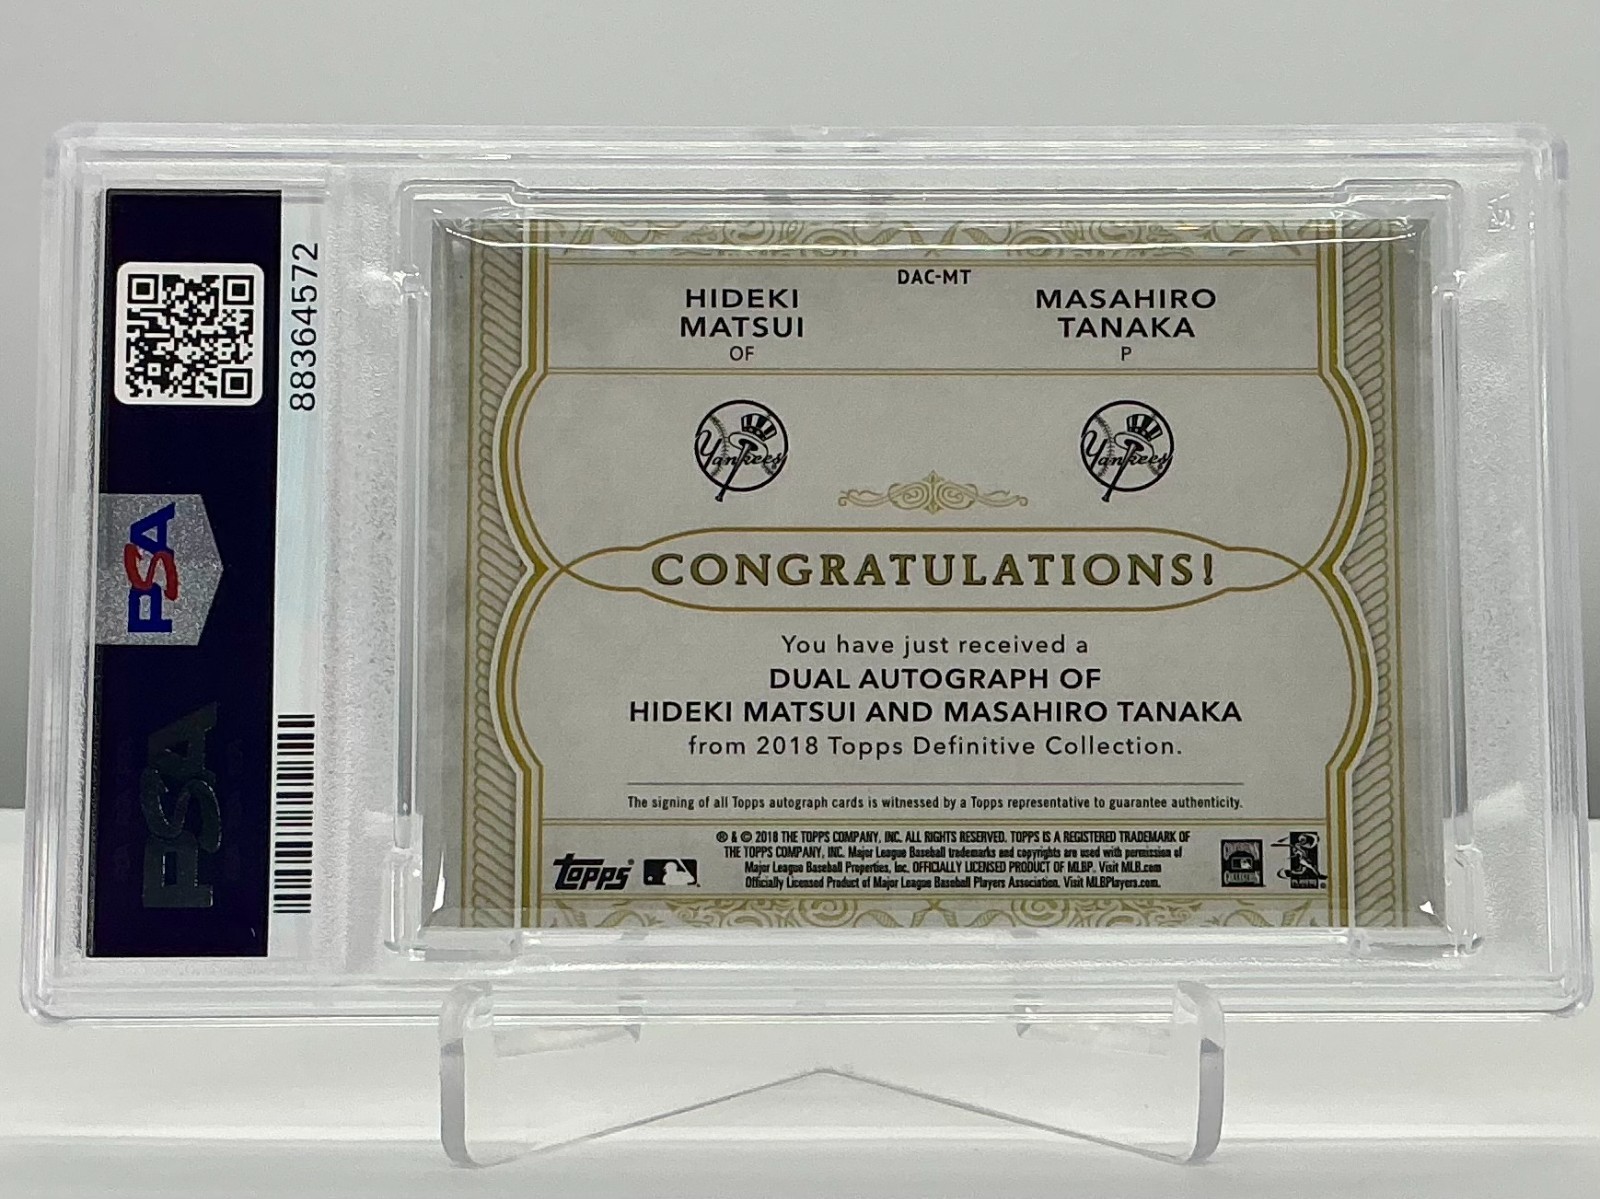 88364572
PSA
PSA
DAC-MT
HIDEKI
MATSUI
OF
MASAHIRO
TANAKA
P
Yankees
Yankees
CONGRATULATIONS!
You have just received a
DUAL AUTOGRAPH OF
HIDEKI MATSUI AND MASAHIRO TANAKA
from 2018 Topps Definitive Collection.
The signing of all Topps autograph cards is witnessed by a Topps representative to guarantee authenticity.
® & © 2018 THE TOPPS COMPANY, INC. ALL RIGHTS RESERVED. TOPPS IS A REGISTERED TRADEMARK OF
THE TOPPS COMPANY, INC. Major League Baseball trademarks and copyrights are used with permission of
Major League Baseball Properties, Inc. OFFICIALLY LICENSED PRODUCT OF MLBP. Visit MLB.com
Officially Licensed Product of Major League Baseball Players Association. Visit MLBPlayers.com.
topps